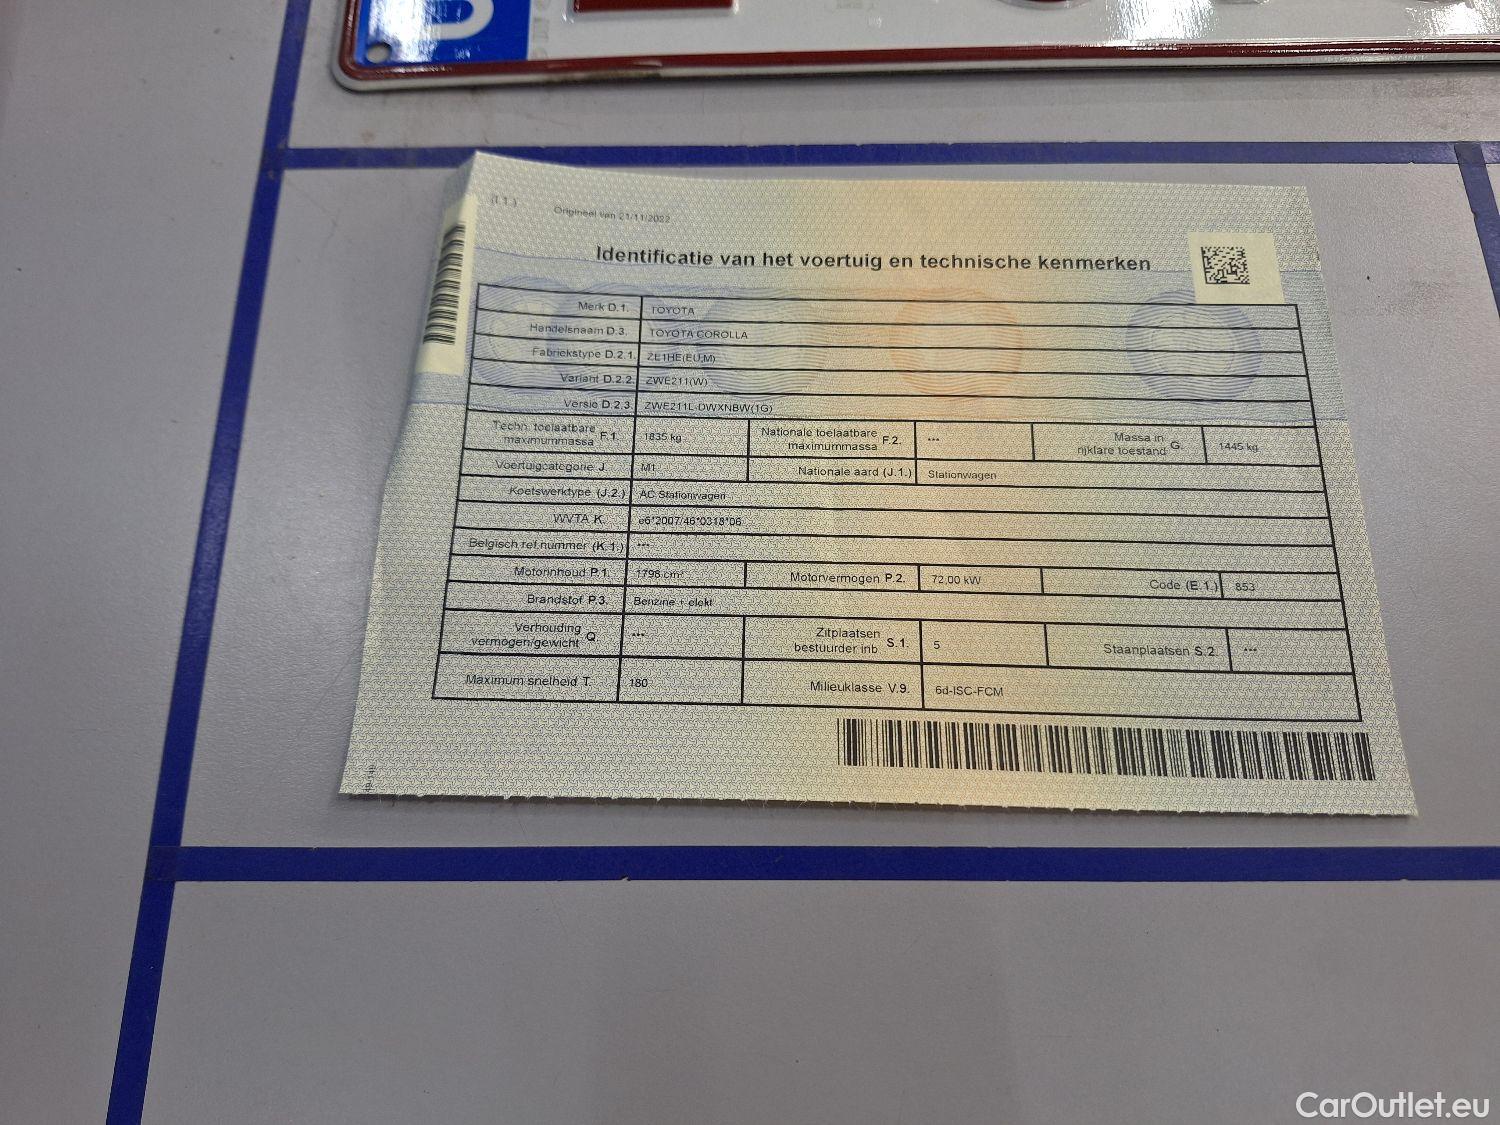 (I.1.)
Origineel van 21/11/2022
Identificatie van het voertuig en technische kenmerken
Merk D.1. TOYOTA
Handelsnaam D.3. TOYOTA COROLLA
Fabriekstype D.2.1. ZE1HE(EU,M)
Variant D.2.2. ZWE211(W)
Versie D.2.3. ZWE211L-DWXNBW(1G)
Techn. toelaatbare maximummassa F.1. 1835 kg Nationale toelaatbare maximummassa F.2. *** Massa in rijklare toestand G. 1445 kg
Voertuigcategorie J. M1 Nationale aard (J.1.) Stationwagen
Koetswerktype (J.2.) AC Stationwagen
WVTA K. e6*2007/46*0318*06
Belgisch ref.nummer (K.1.) ***
Motorinhoud P.1. 1798 cm³ Motorvermogen P.2. 72,00 kW Code (E.1.) 853
Brandstof P.3. Benzine + elekt
Verhouding vermogen/gewicht Q *** Zitplaatsen bestuurder inb S.1. 5 Staanplaatsen S.2. ***
Maximum snelheid T. 180 Milieuklasse V.9. 6d-ISC-FCM
CarOutlet.eu